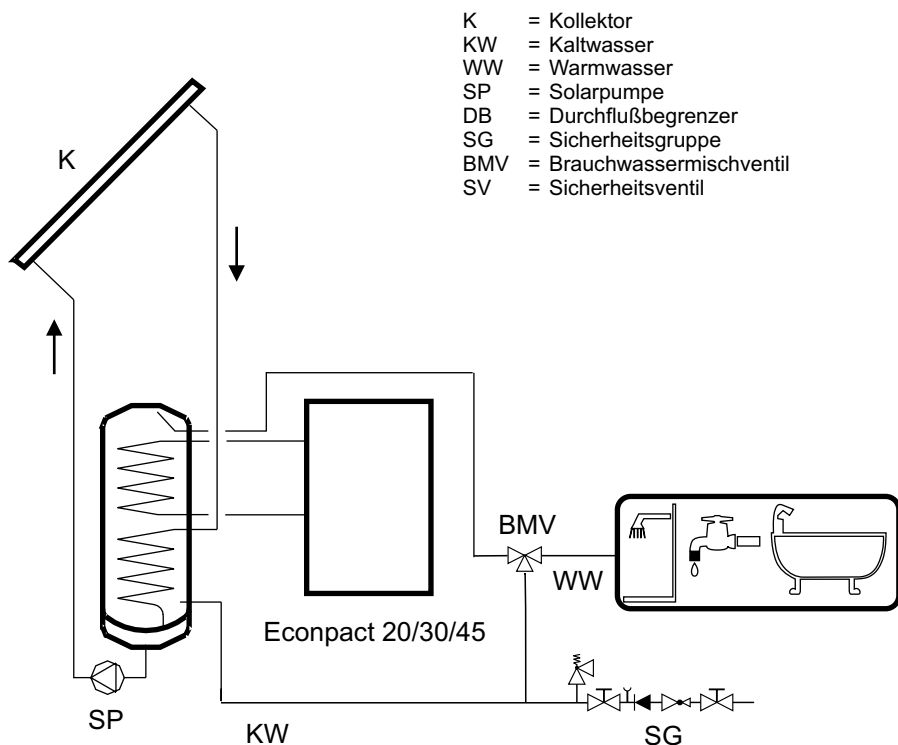 K = Kollektor
KW = Kaltwasser
WW = Warmwasser
SP = Solarpumpe
DB = Durchflußbegrenzer
SG = Sicherheitsgruppe
BMV = Brauchwassermischventil
SV = Sicherheitsventil
K
BMV
WW
Econpact 20/30/45
SP
KW
SG